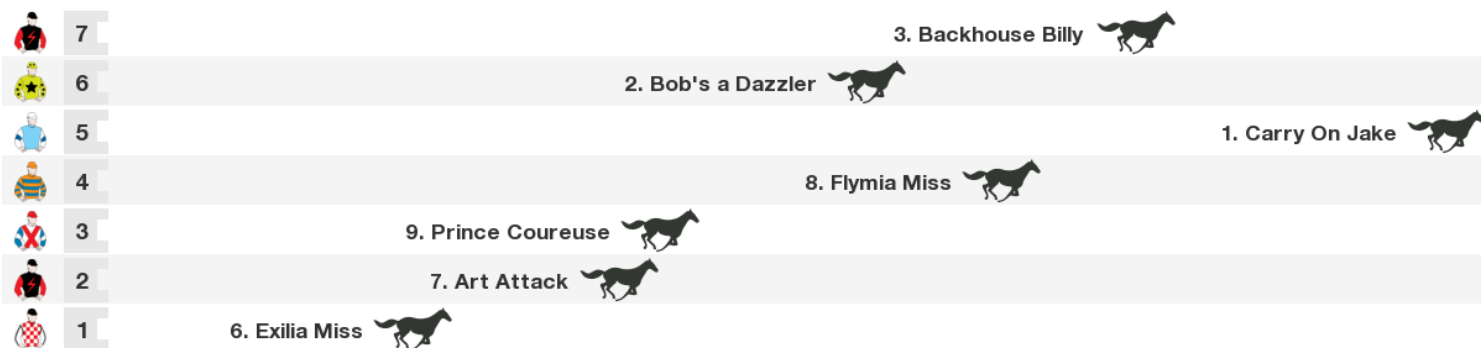 7 3. Backhouse Billy
6 2. Bob's a Dazzler
5 1. Carry On Jake
4 8. Flymia Miss
3 9. Prince Coureuse
2 7. Art Attack
1 6. Exilia Miss